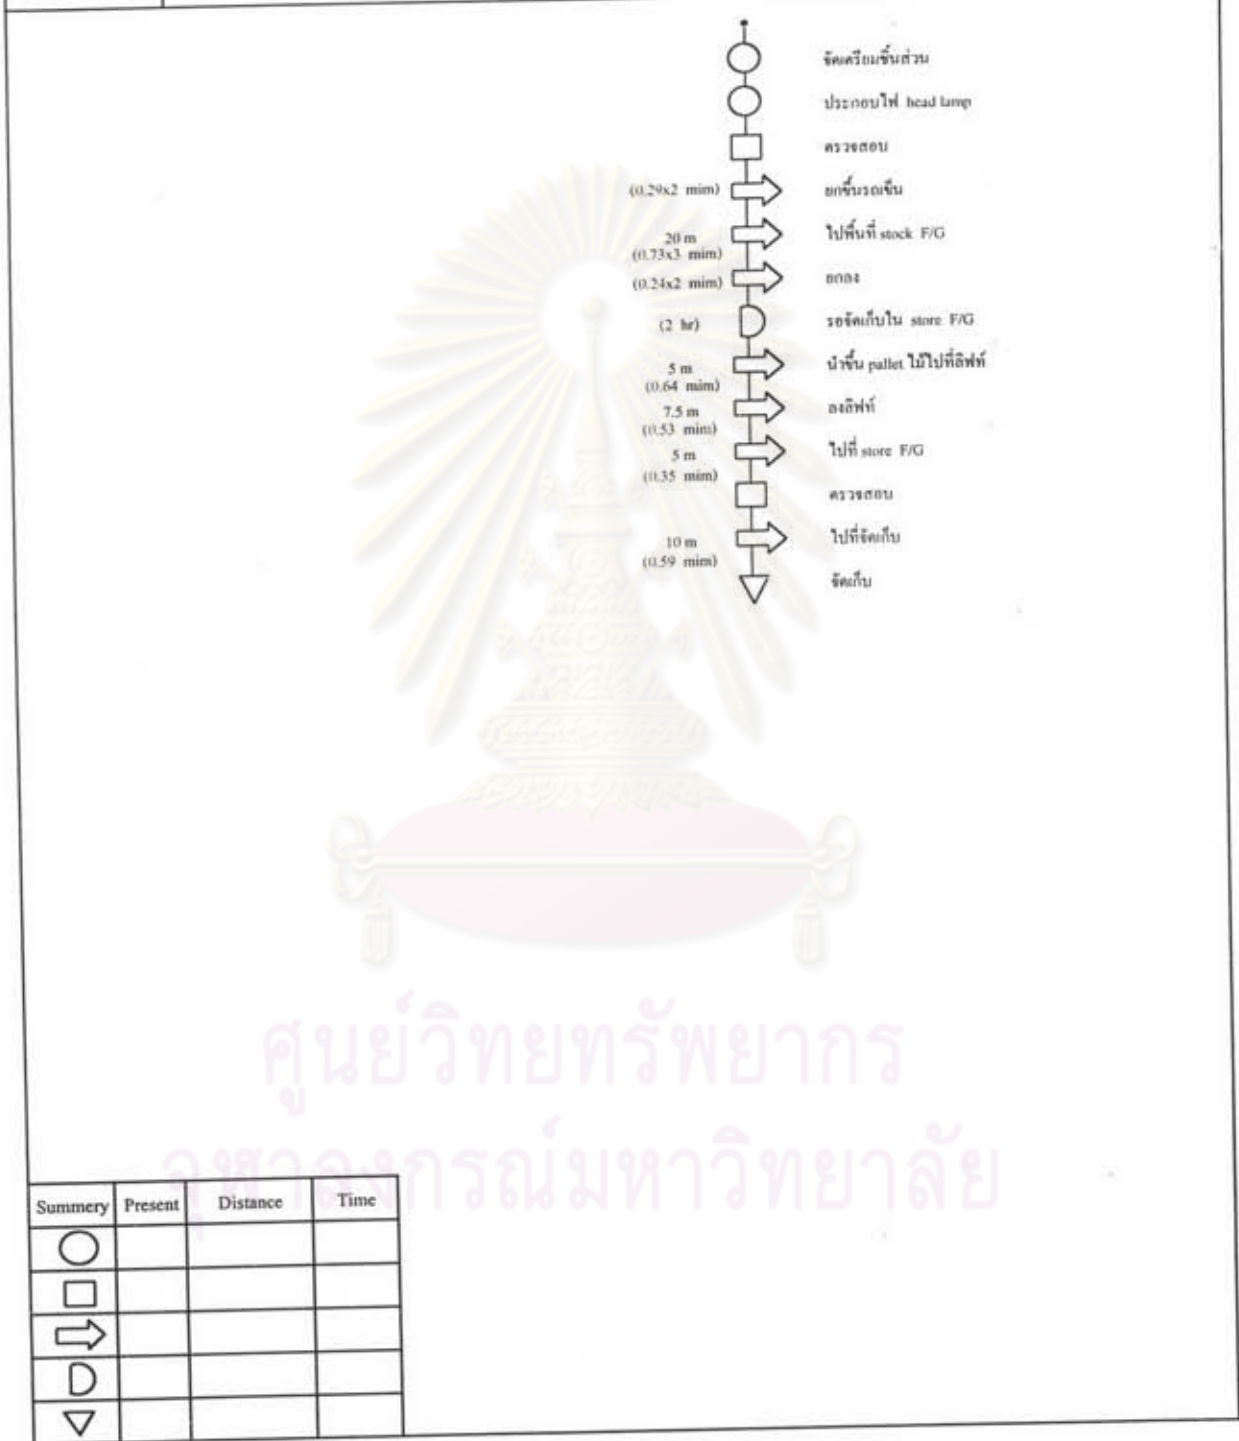 จัดเตรียมชิ้นส่วน
ประกอบไฟ head lamp
ตรวจสอบ
(0.29x2 mim) ยกขึ้นรถเข็น
20 m ไปพื้นที่ stock F/G
(0.73x3 mim)
(0.24x2 mim) ยกลง
(2 hr) รอจัดเก็บใน store F/G
5 m นำขึ้น pallet ไม้ไปที่ลิฟท์
(0.64 mim)
7.5 m ลงลิฟท์
(0.53 mim)
5 m ไปที่ store F/G
(0.35 mim)
ตรวจสอบ
10 m ไปที่จัดเก็บ
(0.59 mim)
จัดเก็บ
ศูนย์วิทยทรัพยากร
จุฬาลงกรณ์มหาวิทยาลัย
Summery Present Distance Time